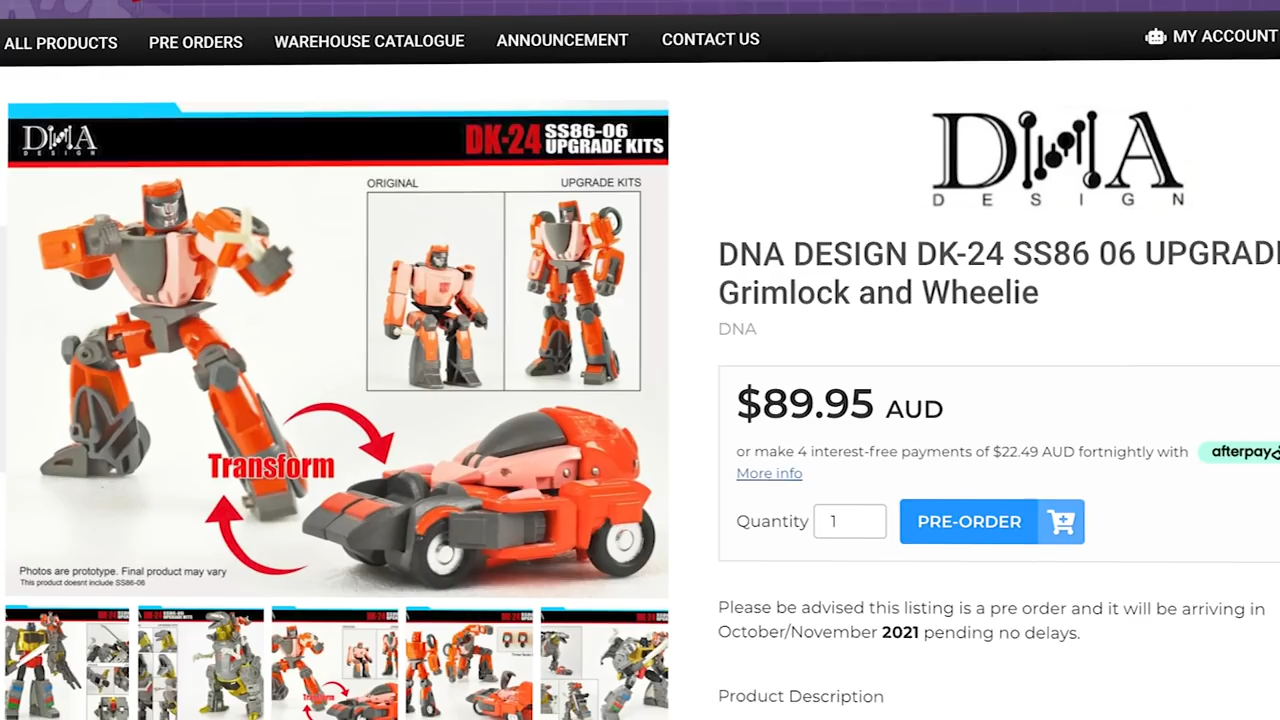 ALL PRODUCTS
PRE ORDERS
WAREHOUSE CATALOGUE
ANNOUNCEMENT
CONTACT US
MY ACCOUNT
DNA
DESIGN
DK-24 SS86-06
UPGRADE KITS
ORIGINAL
UPGRADE KITS
Transform
Photos are prototype. Final product may vary
This product doesnt include SS86-06
DNA
DESIGN
DNA DESIGN DK-24 SS86 06 UPGRAD
Grimlock and Wheelie
DNA
$89.95 AUD
or make 4 interest-free payments of $22.49 AUD fortnightly with
afterpay
More info
Quantity 1
PRE-ORDER
Please be advised this listing is a pre order and it will be arriving in
October/November 2021 pending no delays.
Product Description